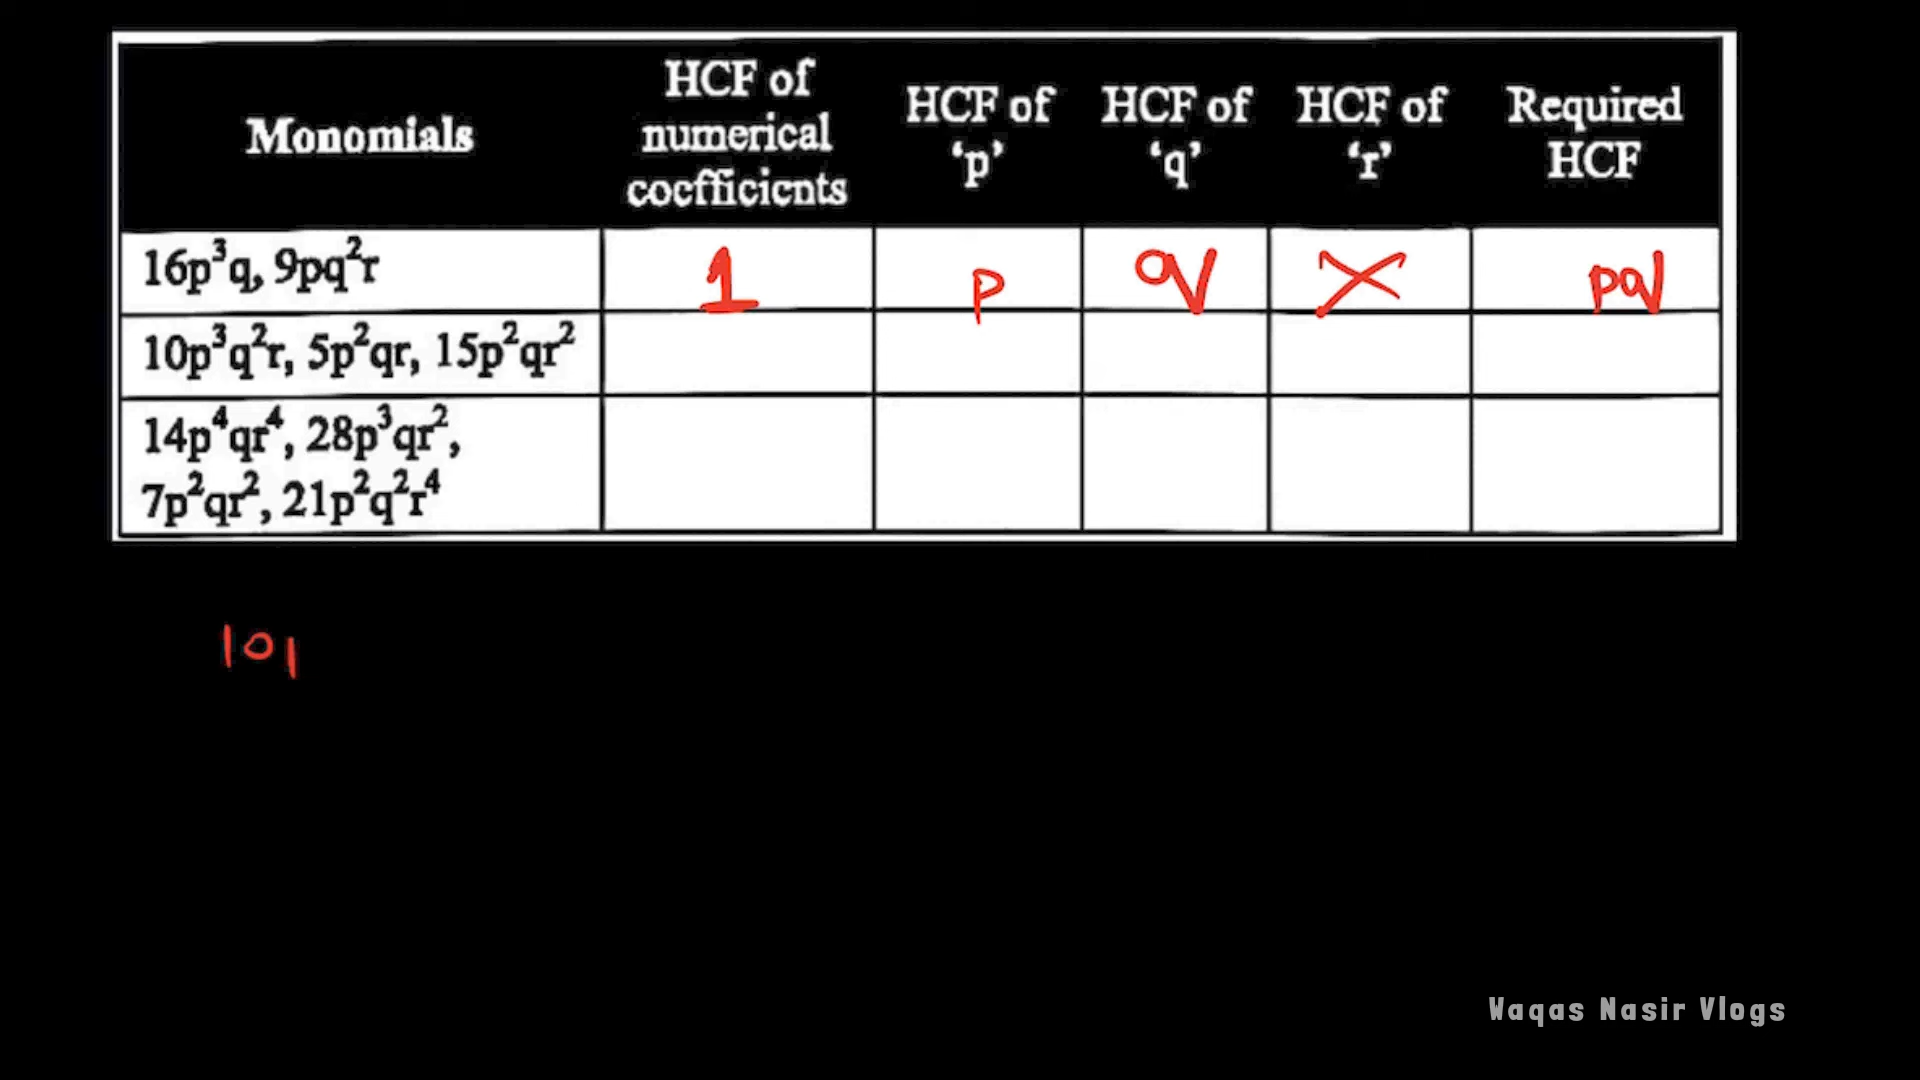 Monomials HCF of numerical coefficients HCF of ‘p’ HCF of ‘q’ HCF of ‘r’ Required HCF
16p³q, 9pq²r 1 p q × pq
10p³q²r, 5p²qr, 15p²qr²
14p⁴qr⁴, 28p³qr²,
7p²qr², 21p²q²r⁴
101
Waqas Nasir Vlogs